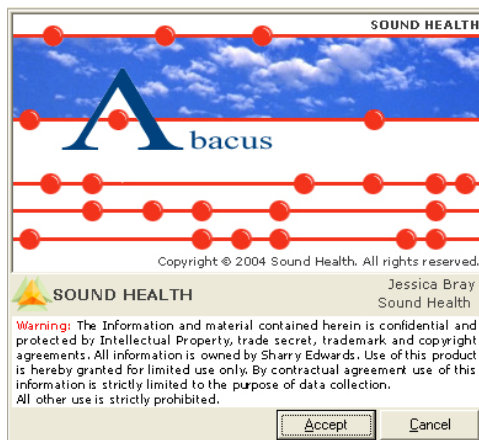 SOUND HEALTH
Abacus
Copyright © 2004 Sound Health. All rights reserved.
SOUND HEALTH
Jessica Bray
Sound Health
Warning: The Information and material contained herein is confidential and
protected by Intellectual Property, trade secret, trademark and copyright
agreements. All information is owned by Sharry Edwards. Use of this product
is hereby granted for limited use only. By contractual agreement use of this
information is strictly limited to the purpose of data collection.
All other use is strictly prohibited.
Accept Cancel